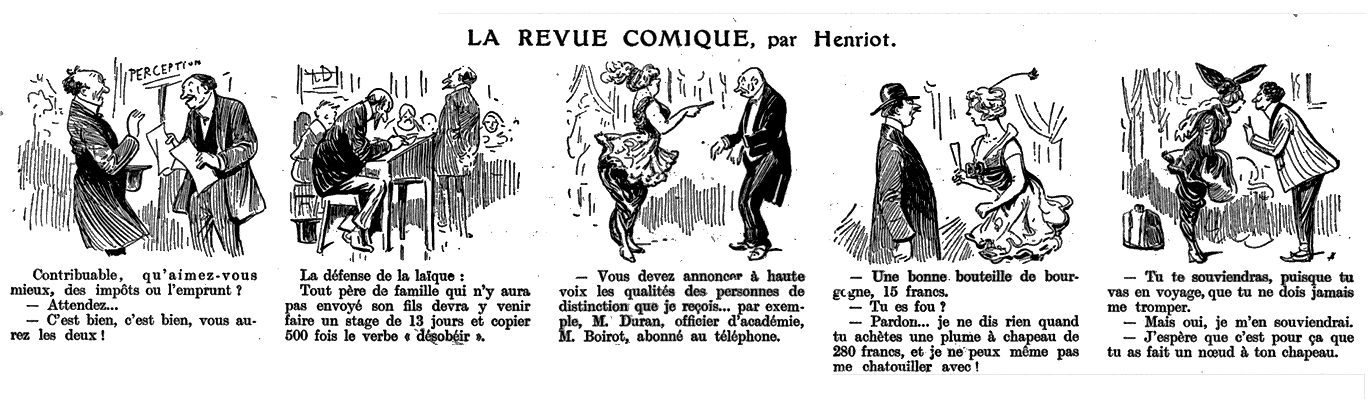 LA REVUE COMIQUE, par Henriot.
PERCEPTION
Contribuable, qu'aimez-vous
mieux, des impôts ou l'emprunt ?
— Attendez...
— C'est bien, c'est bien, vous au-
rez les deux !
La défense de la laïque :
Tout père de famille qui n'y aura
pas envoyé son fils devra y venir
faire un stage de 13 jours et copier
500 fois le verbe « désobéir ».
— Vous devez annoncer à haute
voix les qualités des personnes de
distinction que je reçois... par exem-
ple, M. Duran, officier d'académie,
M. Boirot, abonné au téléphone.
— Une bonne bouteille de bour-
gogne, 15 francs.
— Tu es fou ?
— Pardon... je ne dis rien quand
tu achètes une plume à chapeau de
280 francs, et je ne peux même pas
me chatouiller avec !
— Tu te souviendras, puisque tu
vas en voyage, que tu ne dois jamais
me tromper.
— Mais oui, je m'en souviendrai.
— J'espère que c'est pour ça que
tu as fait un nœud à ton chapeau.